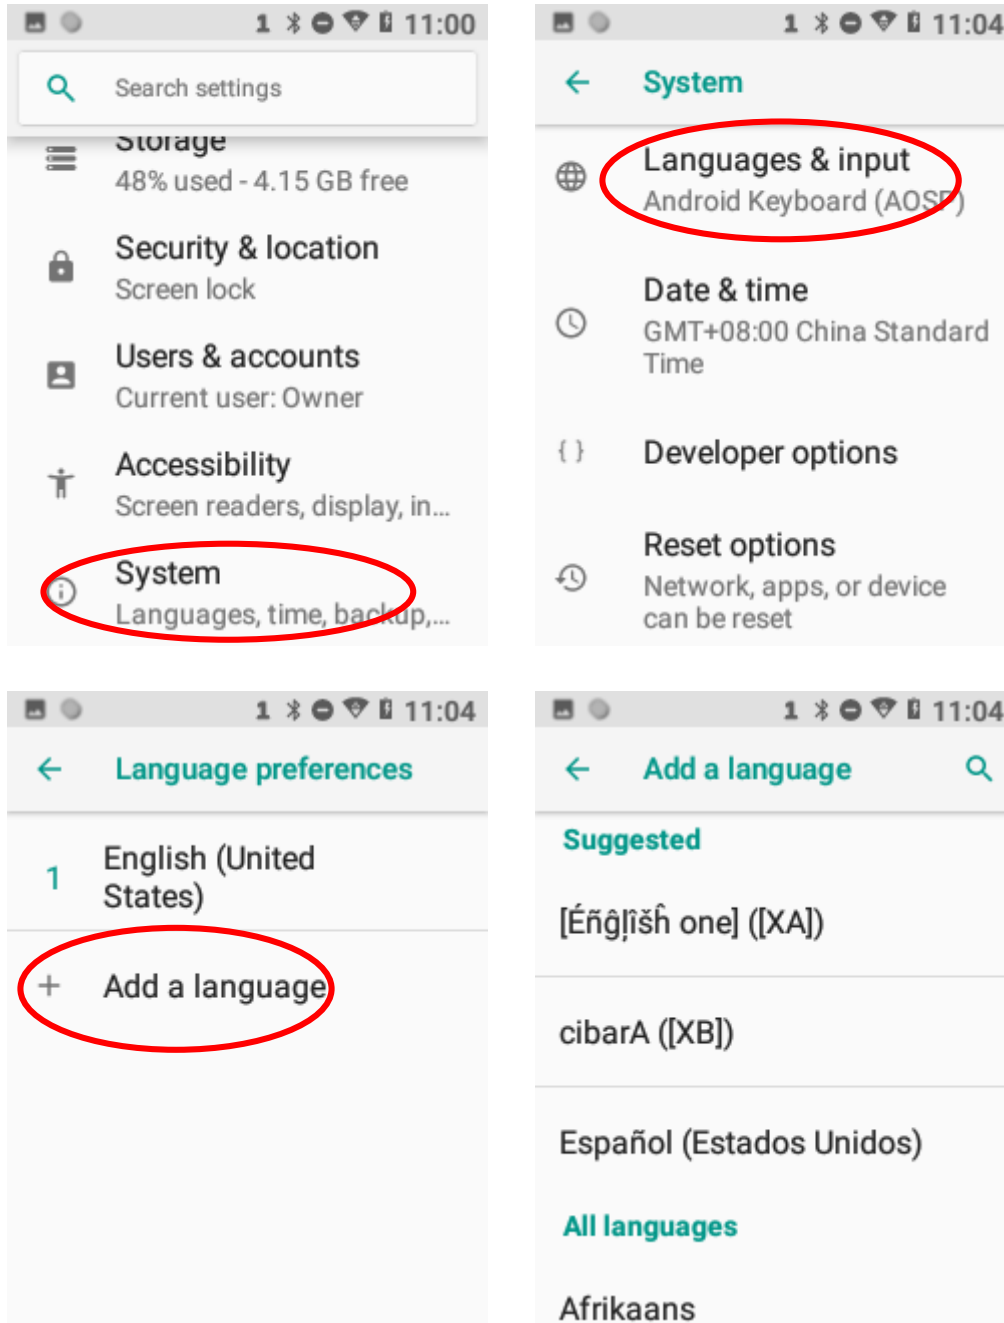 1 11:00
Search settings
Storage
48% used - 4.15 GB free
Security & location
Screen lock
Users & accounts
Current user: Owner
Accessibility
Screen readers, display, in...
System
Languages, time, backup,...
1 11:04
System
Languages & input
Android Keyboard (AOSP)
Date & time
GMT+08:00 China Standard
Time
{ } Developer options
Reset options
Network, apps, or device
can be reset
1 11:04
Language preferences
1 English (United
States)
+ Add a language
1 11:04
Add a language
Suggested
[Éñĝļîšĥ one] ([XA])
cibarA ([XB])
Español (Estados Unidos)
All languages
Afrikaans